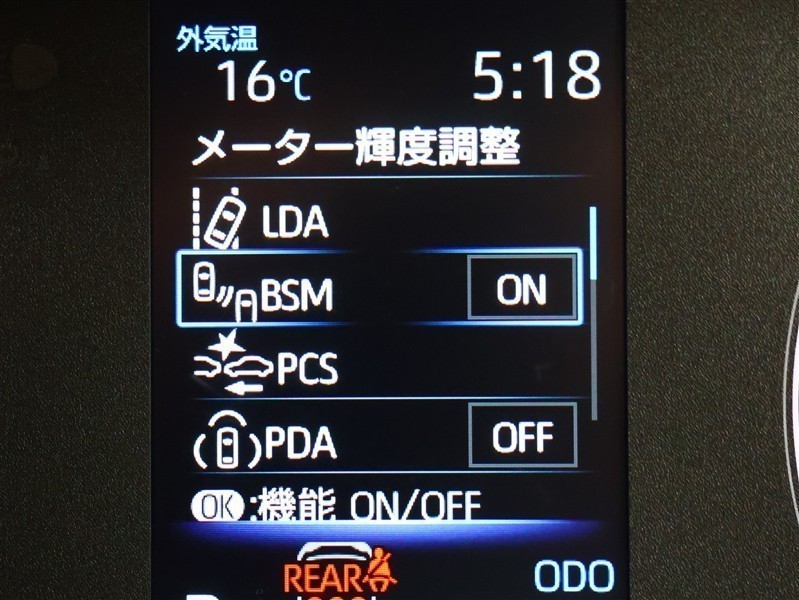 外気温
16℃ 5:18
メーター輝度調整
LDA
BSM ON
PCS
PDA OFF
OK:機能 ON/OFF
REAR ODO